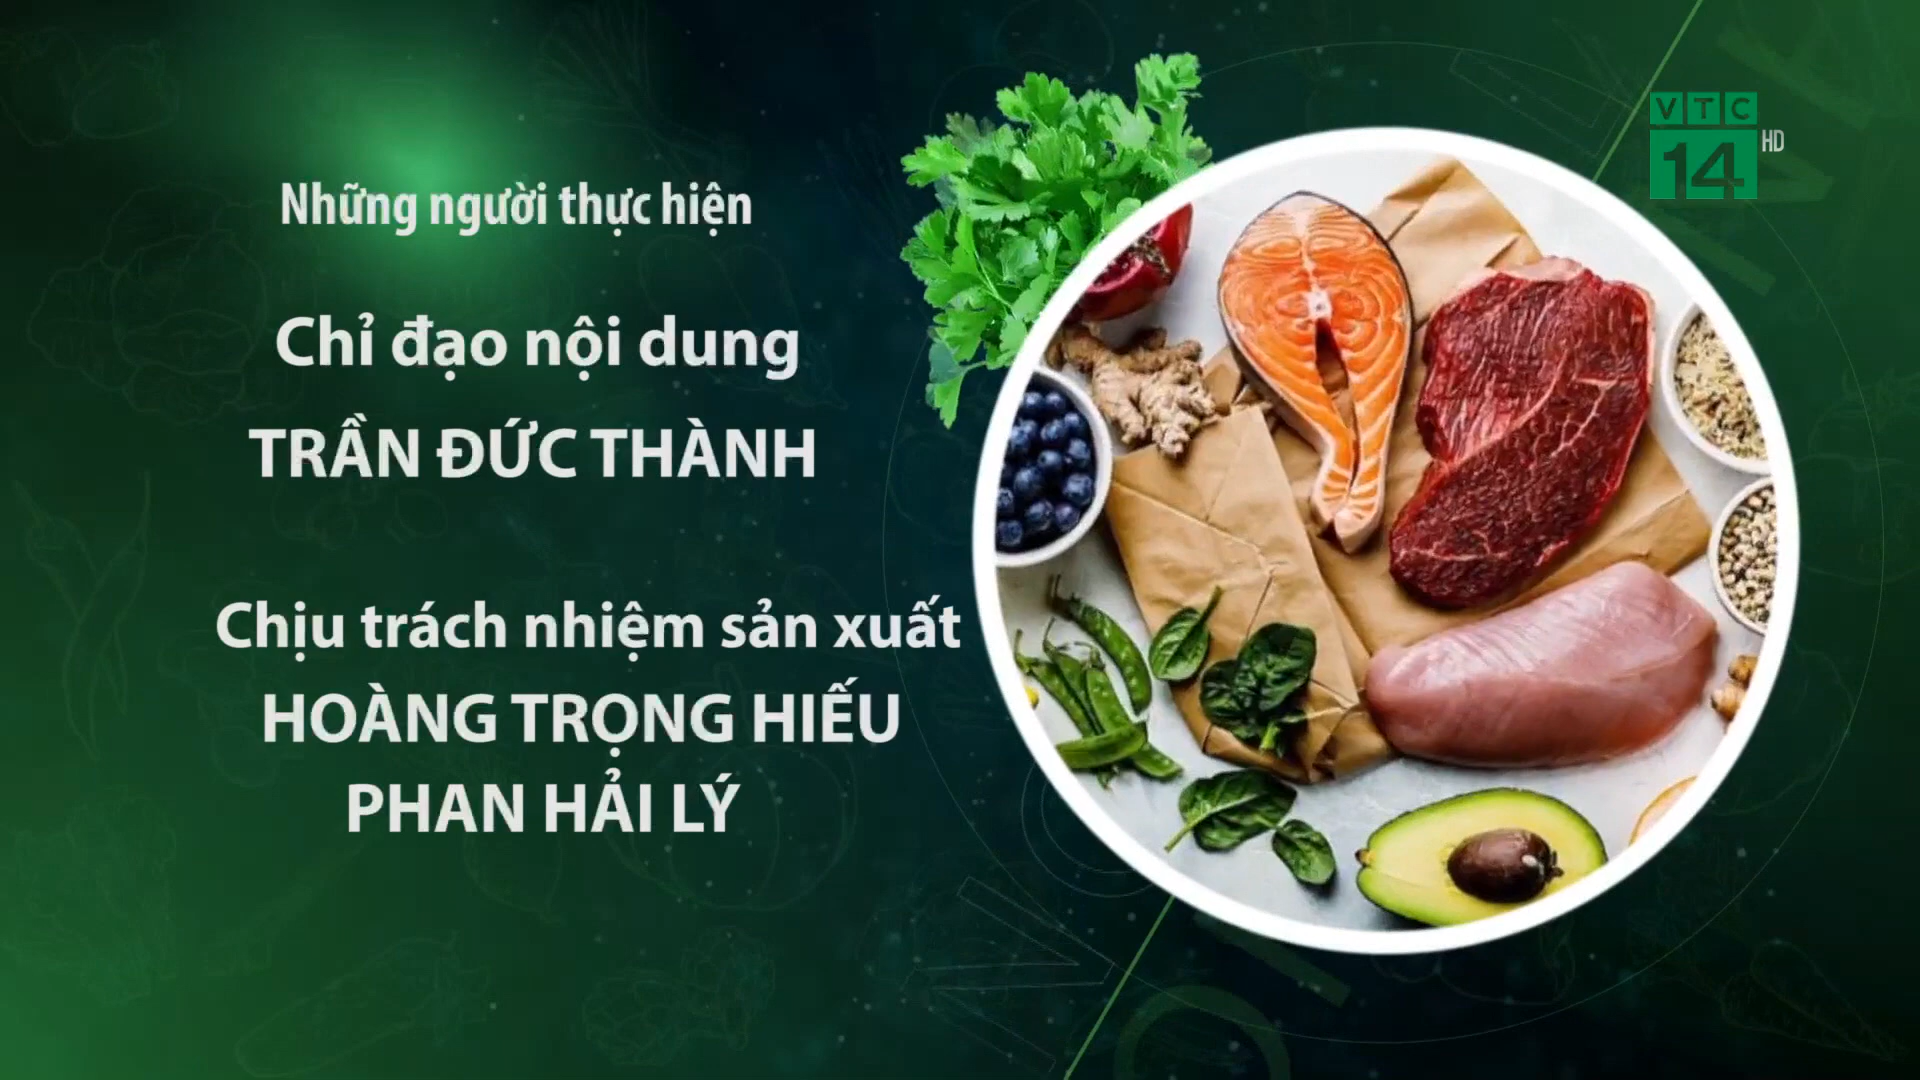 Những người thực hiện
Chỉ đạo nội dung
TRẦN ĐỨC THÀNH
Chịu trách nhiệm sản xuất
HOÀNG TRỌNG HIẾU
PHAN HẢI LÝ
VTC
14 HD